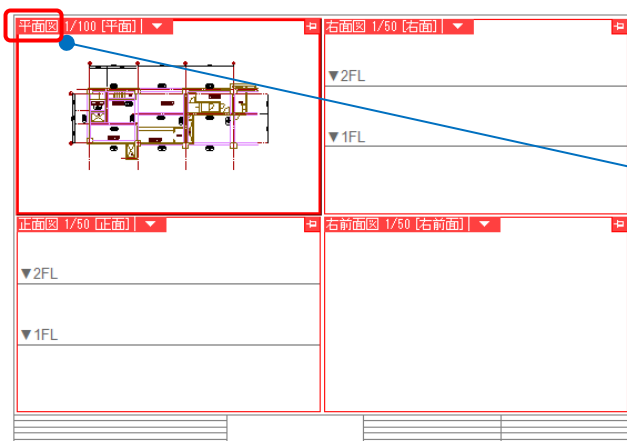 平面図 1/100 [平面] ▼
右面図 1/50 [右面] ▼
▼2FL
▼1FL
正面図 1/50 [正面] ▼
右前面図 1/50 [右前面] ▼
▼2FL
▼1FL